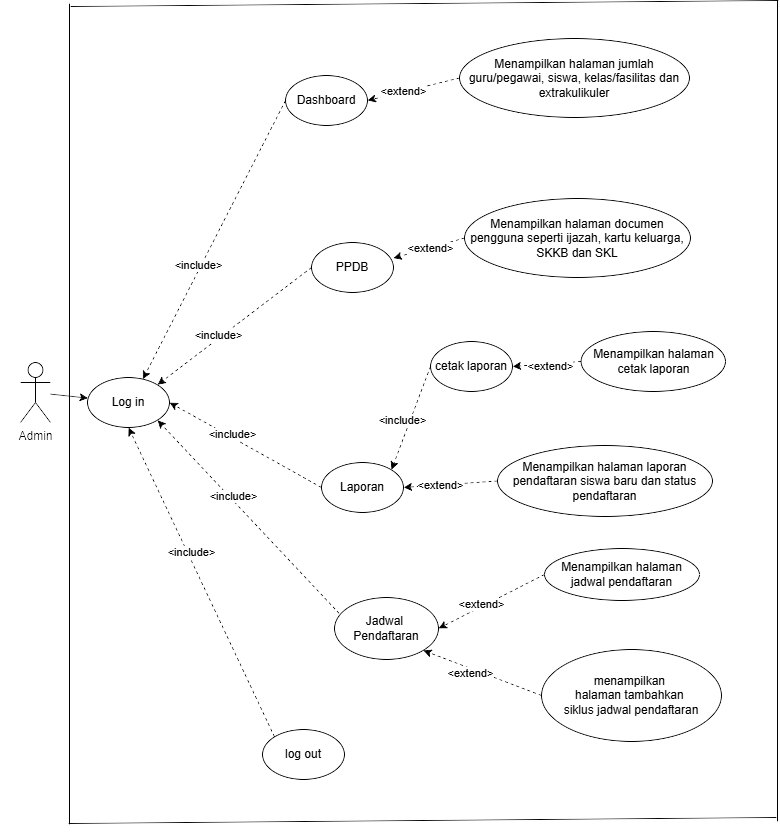 Menampilkan halaman jumlah
guru/pegawai, siswa, kelas/fasilitas dan
extrakulikuler
<extend>
Dashboard
Menampilkan halaman documen
pengguna seperti ijazah, kartu keluarga,
SKKB dan SKL
<extend>
PPDB
<include>
<include>
Menampilkan halaman
cetak laporan
<extend>
cetak laporan
Log in
Admin
<include>
<include>
Menampilkan halaman laporan
pendaftaran siswa baru dan status
pendaftaran
<extend>
Laporan
<include>
<include>
Menampilkan halaman
jadwal pendaftaran
<extend>
Jadwal
Pendaftaran
<extend>
menampilkan
halaman tambahkan
siklus jadwal pendaftaran
log out